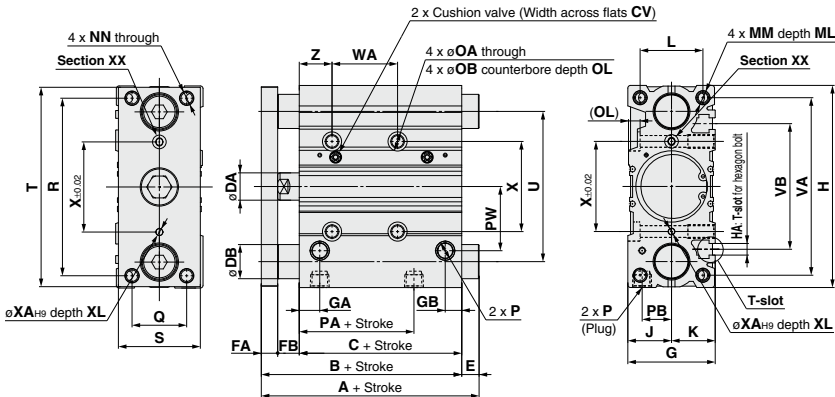 2 x Cushion valve (Width across flats CV)
4 x NN through
Section XX
Z
WA
4 x øOA through
4 x øOB counterbore depth OL
L
4 x MM depth ML
Section XX
(OL)
T
R
X±0.02
øDA
øDB
PW
X
U
X±0.02
HA: T-slot for hexagon bolt
VB
VA
H
øXAH9 depth XL
Q
S
GA
GB
PA + Stroke
2 x P
FA
FB
C + Stroke
B + Stroke
E
A + Stroke
2 x P
(Plug)
PB
J
K
G
T-slot
øXAH9 depth XL